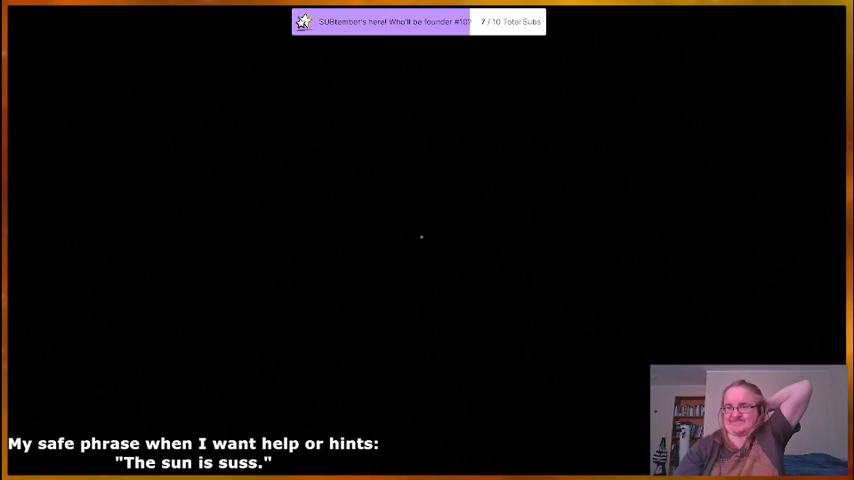 SUBtember's here! Who'll be founder #10? 7 / 10 Total Subs
My safe phrase when I want help or hints:
"The sun is suss."